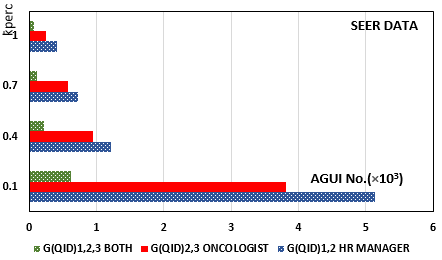 kperc
SEER DATA
1
0.7
0.4
0.1
AGUI No.(×10³)
0 1 2 3 4 5 6
G(QID)1,2,3 BOTH G(QID)2,3 ONCOLOGIST G(QID)1,2 HR MANAGER